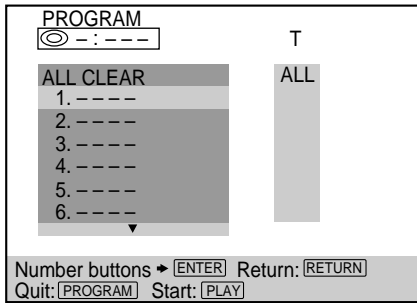 PROGRAM
– : – – –
T
ALL CLEAR
ALL
1. – – – –
2. – – – –
3. – – – –
4. – – – –
5. – – – –
6. – – – –
Number buttons ➧ ENTER Return: RETURN
Quit: PROGRAM Start: PLAY